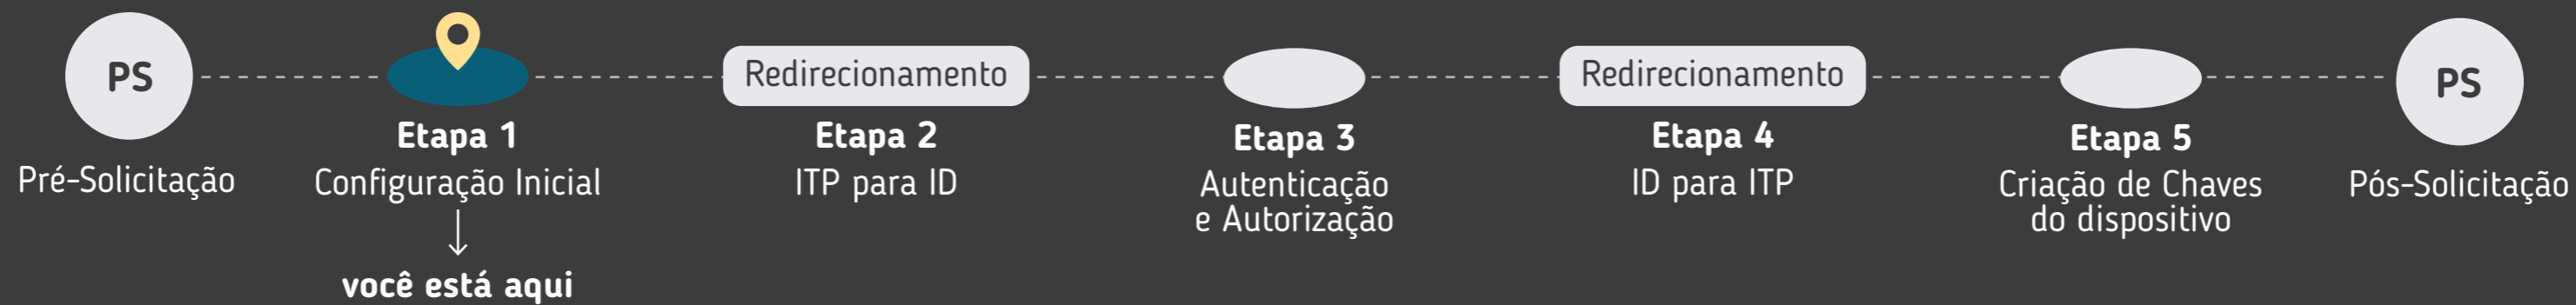 PS
Pré-Solicitação
Etapa 1
Configuração Inicial
você está aqui
Redirecionamento
Etapa 2
ITP para ID
Etapa 3
Autenticação
e Autorização
Redirecionamento
Etapa 4
ID para ITP
Etapa 5
Criação de Chaves
do dispositivo
PS
Pós-Solicitação